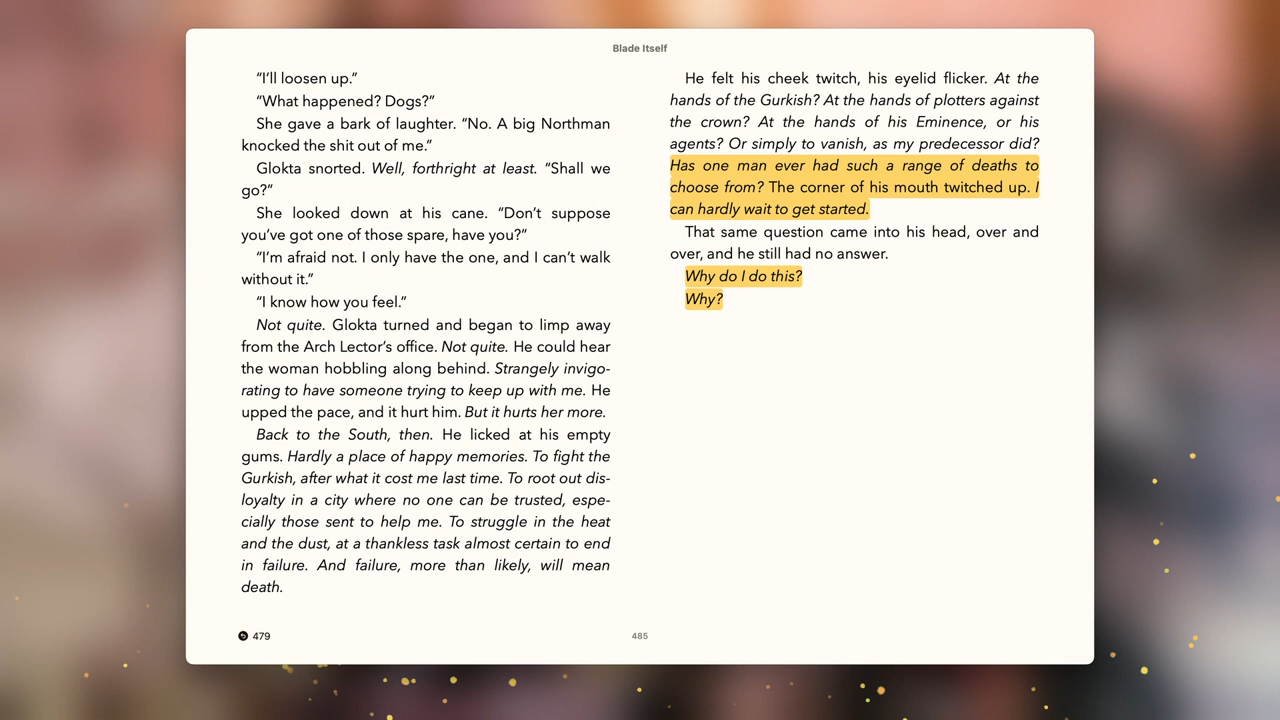 Blade Itself
“I’ll loosen up.”
“What happened? Dogs?”
She gave a bark of laughter. “No. A big Northman
knocked the shit out of me.”
Glokta snorted. Well, forthright at least. “Shall we
go?”
She looked down at his cane. “Don’t suppose
you’ve got one of those spare, have you?”
“I’m afraid not. I only have the one, and I can’t walk
without it.”
“I know how you feel.”
Not quite. Glokta turned and began to limp away
from the Arch Lector’s office. Not quite. He could hear
the woman hobbling along behind. Strangely invigo-
rating to have someone trying to keep up with me. He
upped the pace, and it hurt him. But it hurts her more.
Back to the South, then. He licked at his empty
gums. Hardly a place of happy memories. To fight the
Gurkish, after what it cost me last time. To root out dis-
loyalty in a city where no one can be trusted, espe-
cially those sent to help me. To struggle in the heat
and the dust, at a thankless task almost certain to end
in failure. And failure, more than likely, will mean
death.
He felt his cheek twitch, his eyelid flicker. At the
hands of the Gurkish? At the hands of plotters against
the crown? At the hands of his Eminence, or his
agents? Or simply to vanish, as my predecessor did?
Has one man ever had such a range of deaths to
choose from? The corner of his mouth twitched up. I
can hardly wait to get started.
That same question came into his head, over and
over, and he still had no answer.
Why do I do this?
Why?
479
485